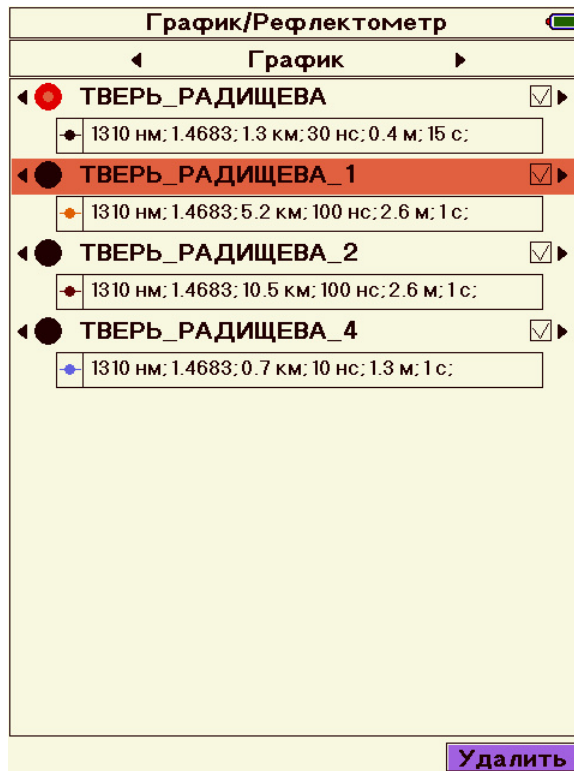 График/Рефлектометр
График
ТВЕРЬ_РАДИЩЕВА
1310 нм; 1.4683; 1.3 км; 30 нс; 0.4 м; 15 с;
ТВЕРЬ_РАДИЩЕВА_1
1310 нм; 1.4683; 5.2 км; 100 нс; 2.6 м; 1 с;
ТВЕРЬ_РАДИЩЕВА_2
1310 нм; 1.4683; 10.5 км; 100 нс; 2.6 м; 1 с;
ТВЕРЬ_РАДИЩЕВА_4
1310 нм; 1.4683; 0.7 км; 10 нс; 1.3 м; 1 с;
Удалить